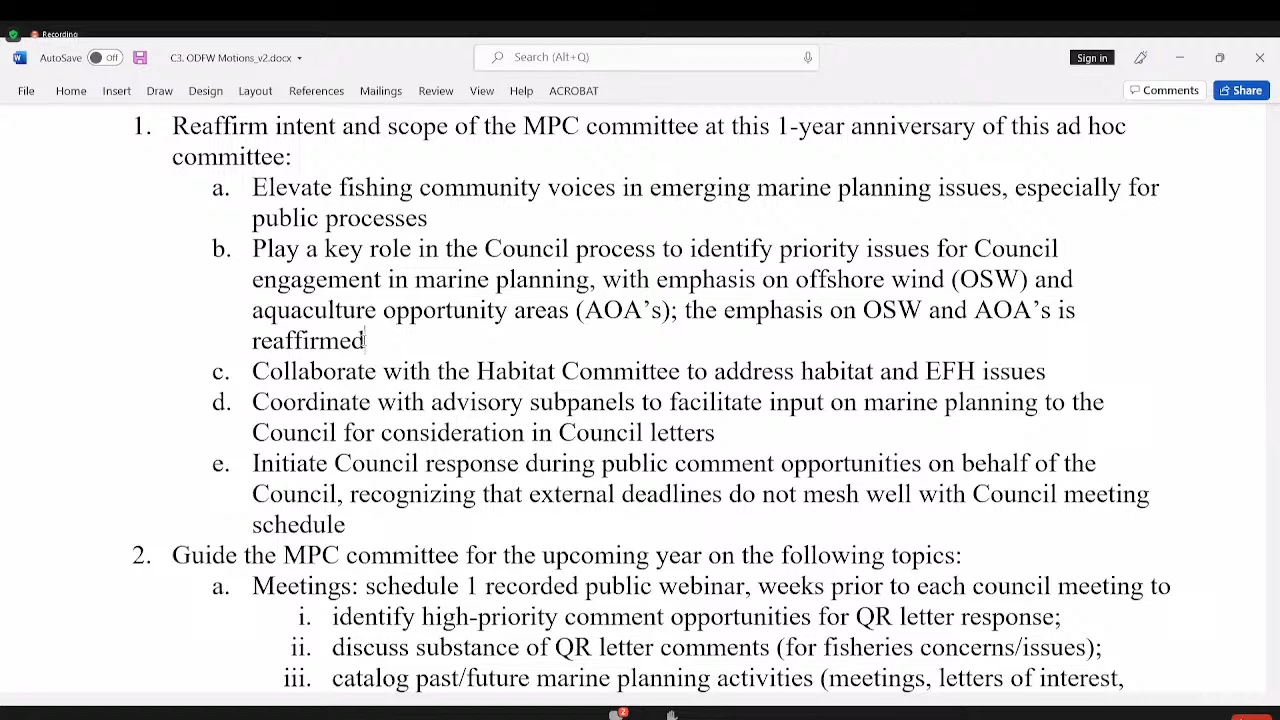 Recording
AutoSave Off C3. ODFW Motions_v2.docx Search (Alt+Q) Sign in
File Home Insert Draw Design Layout References Mailings Review View Help ACROBAT Comments Share
1. Reaffirm intent and scope of the MPC committee at this 1-year anniversary of this ad hoc
committee:
a. Elevate fishing community voices in emerging marine planning issues, especially for
public processes
b. Play a key role in the Council process to identify priority issues for Council
engagement in marine planning, with emphasis on offshore wind (OSW) and
aquaculture opportunity areas (AOA's); the emphasis on OSW and AOA's is
reaffirmed
c. Collaborate with the Habitat Committee to address habitat and EFH issues
d. Coordinate with advisory subpanels to facilitate input on marine planning to the
Council for consideration in Council letters
e. Initiate Council response during public comment opportunities on behalf of the
Council, recognizing that external deadlines do not mesh well with Council meeting
schedule
2. Guide the MPC committee for the upcoming year on the following topics:
a. Meetings: schedule 1 recorded public webinar, weeks prior to each council meeting to
i. identify high-priority comment opportunities for QR letter response;
ii. discuss substance of QR letter comments (for fisheries concerns/issues);
iii. catalog past/future marine planning activities (meetings, letters of interest,
2